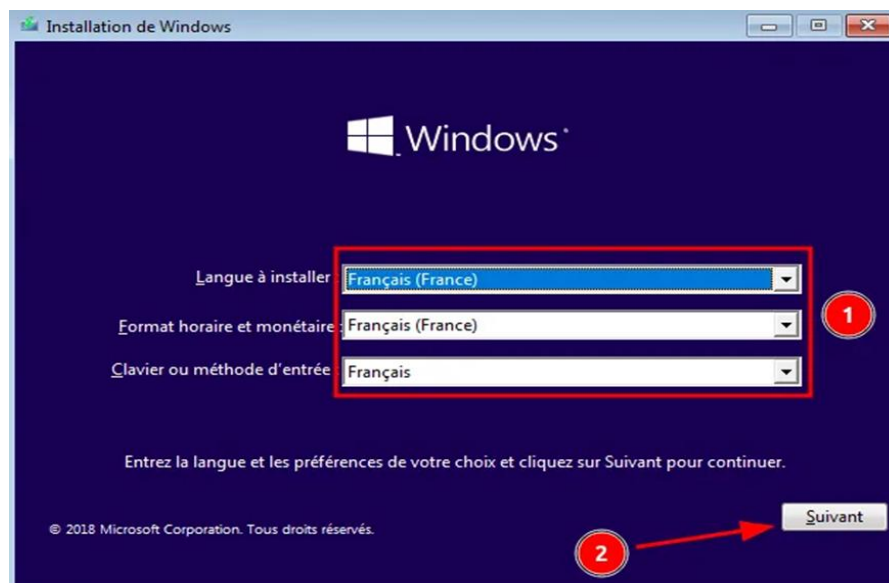 Installation de Windows
Windows
Langue à installer : Français (France)
Format horaire et monétaire : Français (France)
1
Clavier ou méthode d'entrée : Français
Entrez la langue et les préférences de votre choix et cliquez sur Suivant pour continuer.
Suivant
© 2018 Microsoft Corporation. Tous droits réservés.
2